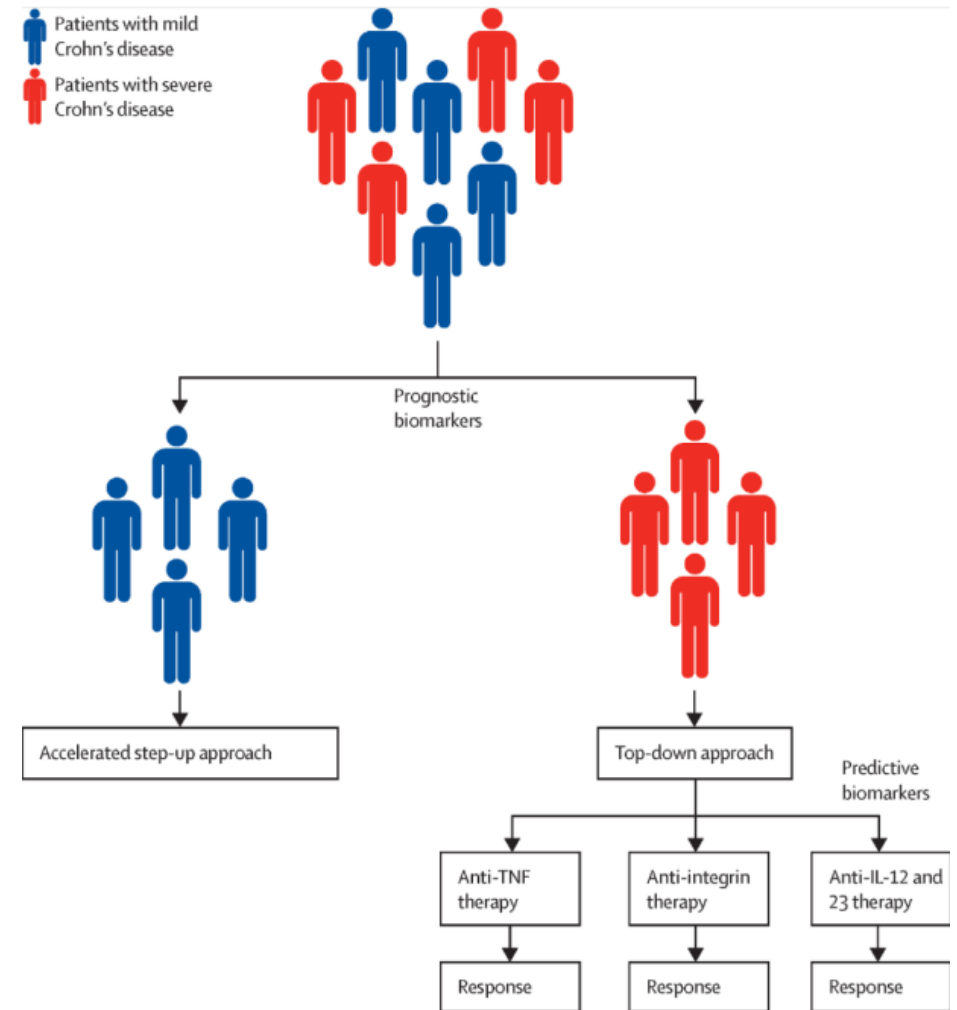 Patients with mild
Crohn's disease
Patients with severe
Crohn's disease
Prognostic
biomarkers
Accelerated step-up approach
Top-down approach
Predictive
biomarkers
Anti-TNF
therapy
Anti-integrin
therapy
Anti-IL-12 and
23 therapy
Response
Response
Response